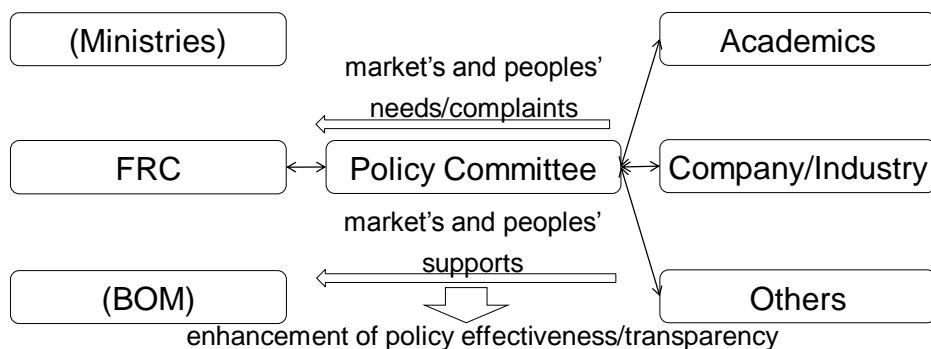 (Ministries)
Academics
market’s and peoples’
needs/complaints
FRC
Policy Committee
Company/Industry
market’s and peoples’
supports
(BOM)
Others
enhancement of policy effectiveness/transparency